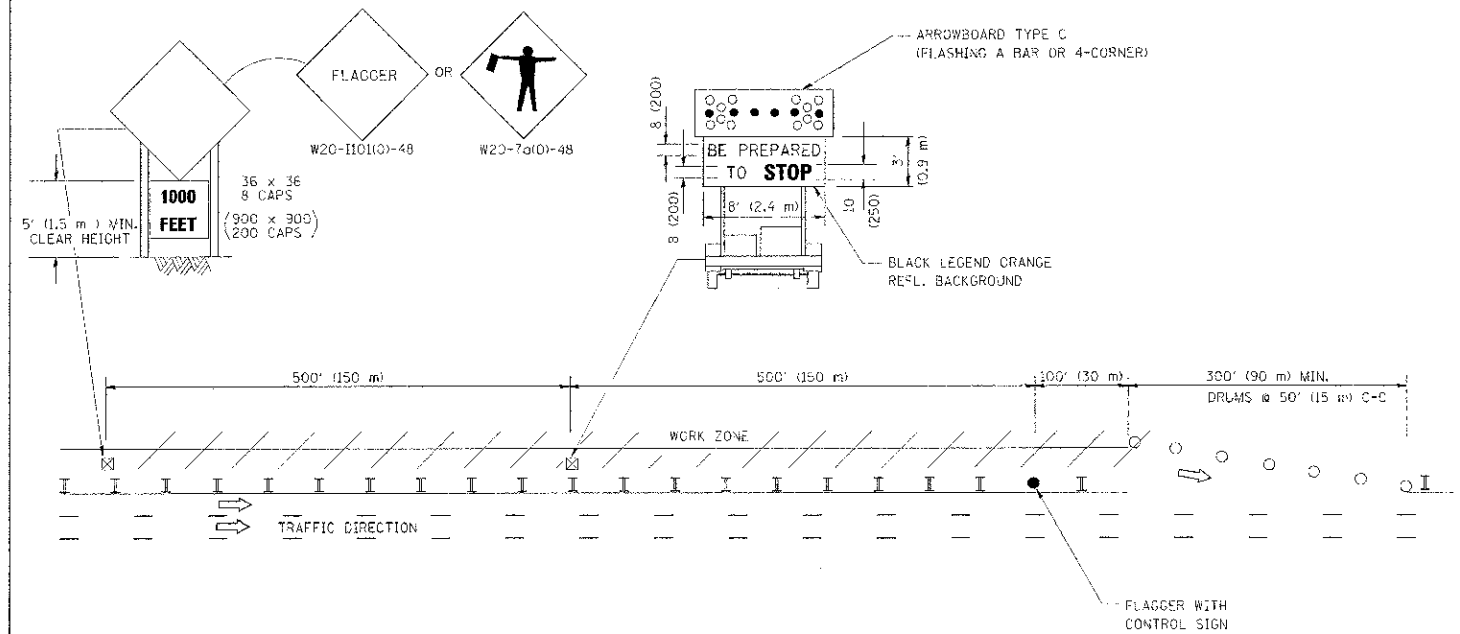 ARROWBOARD TYPE C
(FLASHING A BAR OR 4-CORNER)
FLAGGER
OR
W20-I101(O)-48
W20-7a(O)-48
8 (200)
BE PREPARED
TO STOP
3'
(0.9 m)
8 (200)
8' (2.4 m)
10
(250)
1000
FEET
36 x 36
8 CAPS
(900 x 900)
200 CAPS
5' (1.5 m ) MIN.
CLEAR HEIGHT
BLACK LEGEND ORANGE
REFL. BACKGROUND
500' (150 m)
500' (150 m)
100' (30 m)
300' (90 m) MIN.
DRUMS @ 50' (15 m) C-C
WORK ZONE
TRAFFIC DIRECTION
FLAGGER WITH
CONTROL SIGN